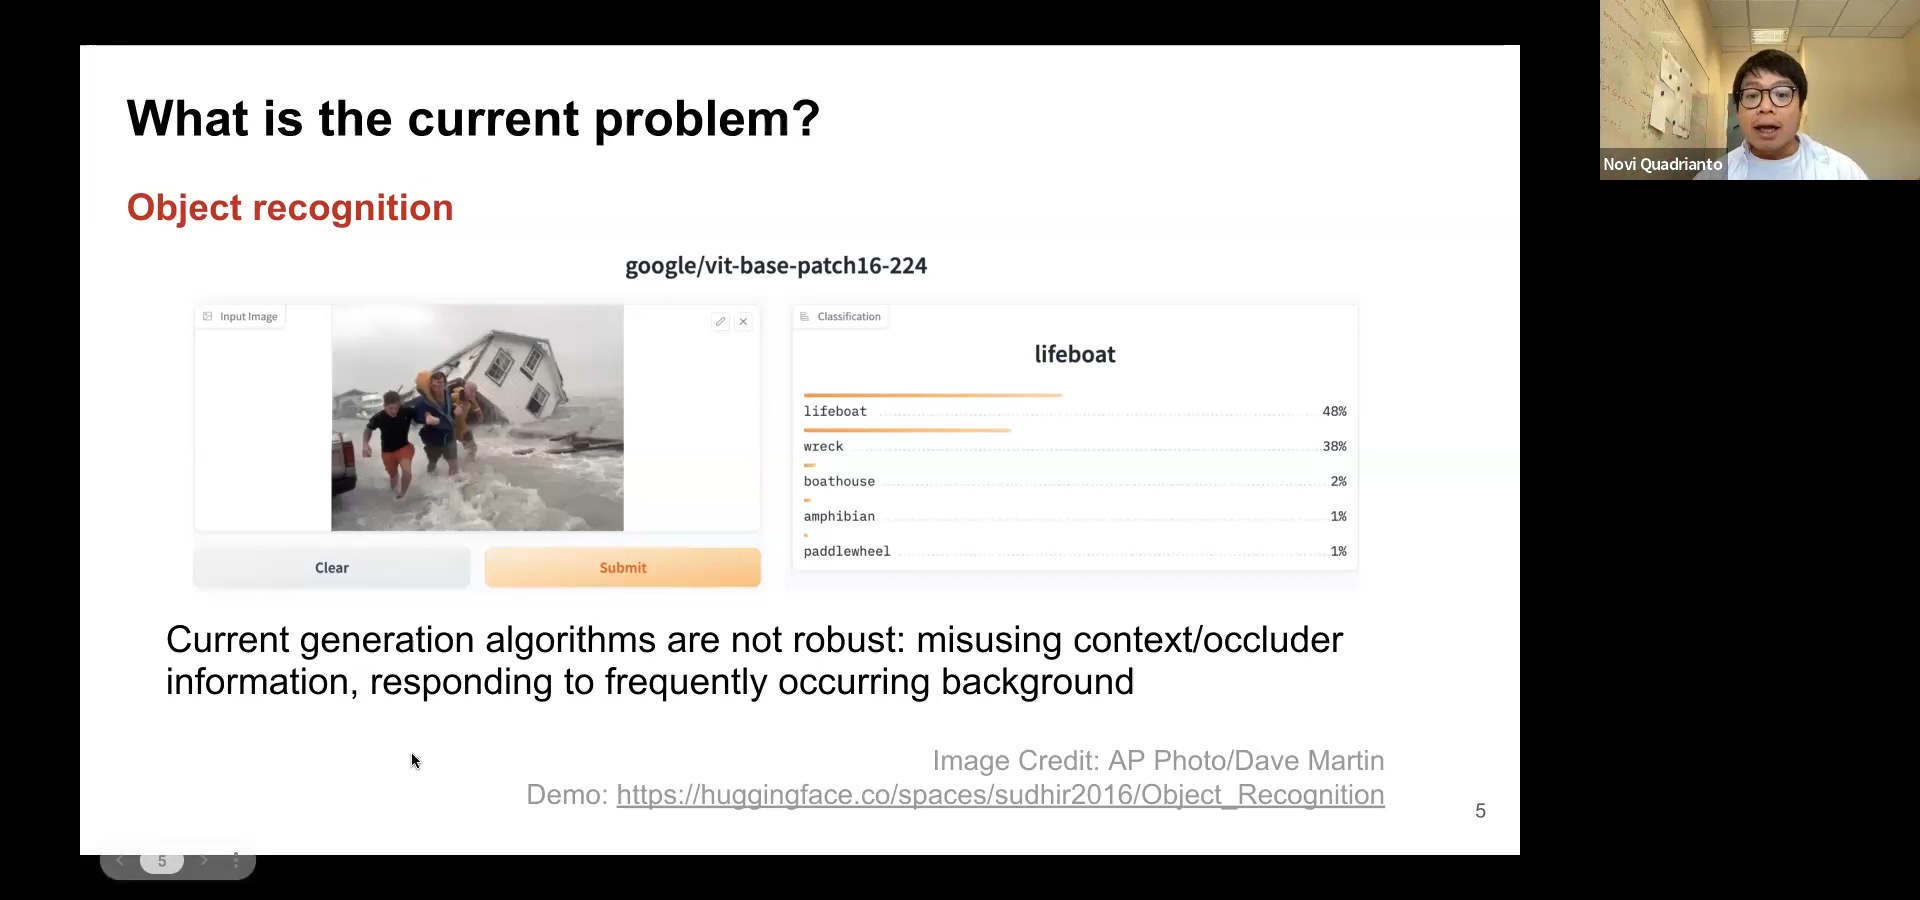 What is the current problem?
Object recognition
google/vit-base-patch16-224
Input Image
Classification
lifeboat
lifeboat 48%
wreck 38%
boathouse 2%
amphibian 1%
paddlewheel 1%
Clear
Submit
Current generation algorithms are not robust: misusing context/occluder
information, responding to frequently occurring background
Image Credit: AP Photo/Dave Martin
Demo: https://huggingface.co/spaces/sudhir2016/Object_Recognition
5
5
Novi Quadrianto